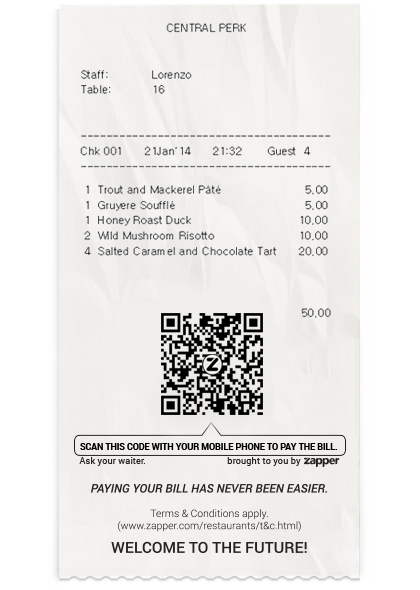 CENTRAL PERK
Staff: Lorenzo
Table: 16
Chk 001 21Jan'14 21:32 Guest 4
1 Trout and Mackerel Pâté 5.00
1 Gruyere Soufflé 5.00
1 Honey Roast Duck 10.00
2 Wild Mushroom Risotto 10.00
4 Salted Caramel and Chocolate Tart 20.00
50.00
Z
SCAN THIS CODE WITH YOUR MOBILE PHONE TO PAY THE BILL.
Ask your waiter. brought to you by zapper
PAYING YOUR BILL HAS NEVER BEEN EASIER.
Terms & Conditions apply.
(www.zapper.com/restaurants/t&c.html)
WELCOME TO THE FUTURE!